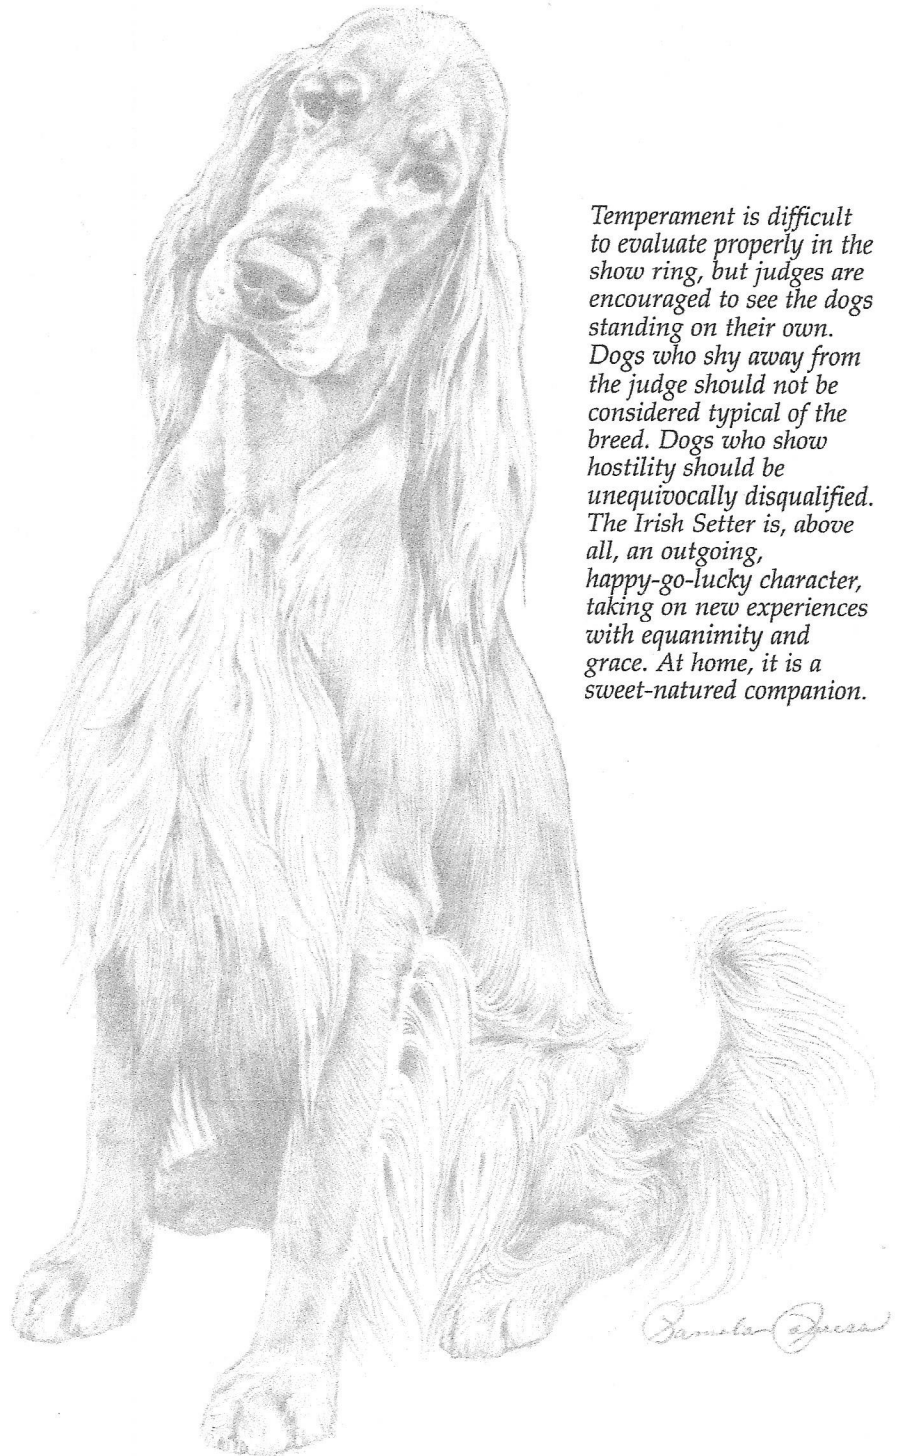 Temperament is difficult
to evaluate properly in the
show ring, but judges are
encouraged to see the dogs
standing on their own.
Dogs who shy away from
the judge should not be
considered typical of the
breed. Dogs who show
hostility should be
unequivocally disqualified.
The Irish Setter is, above
all, an outgoing,
happy-go-lucky character,
taking on new experiences
with equanimity and
grace. At home, it is a
sweet-natured companion.
Pamela